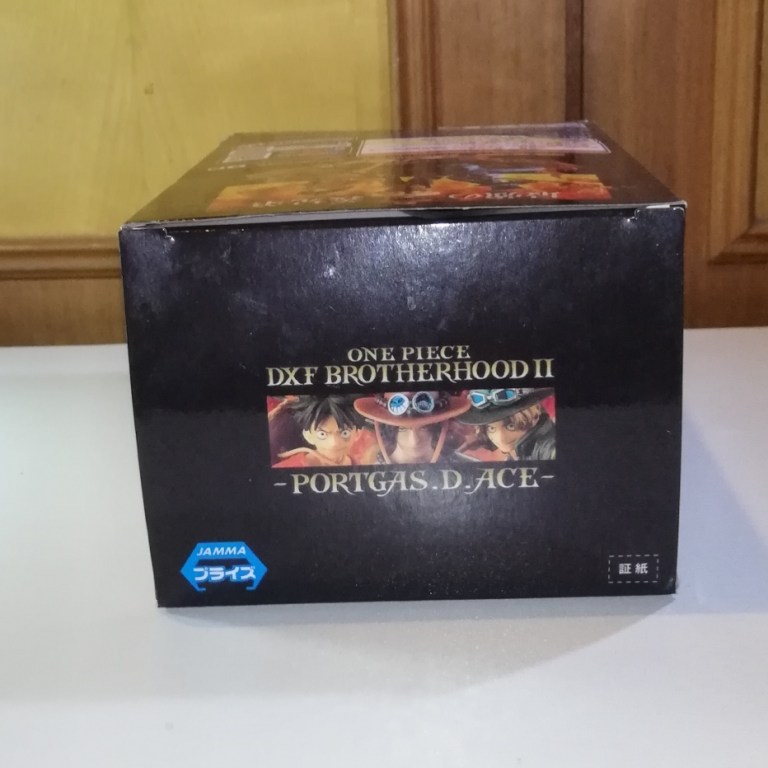 ONE PIECE
DXF BROTHERHOOD II
-PORTGAS.D.ACE-
JAMMA
プライズ
証紙